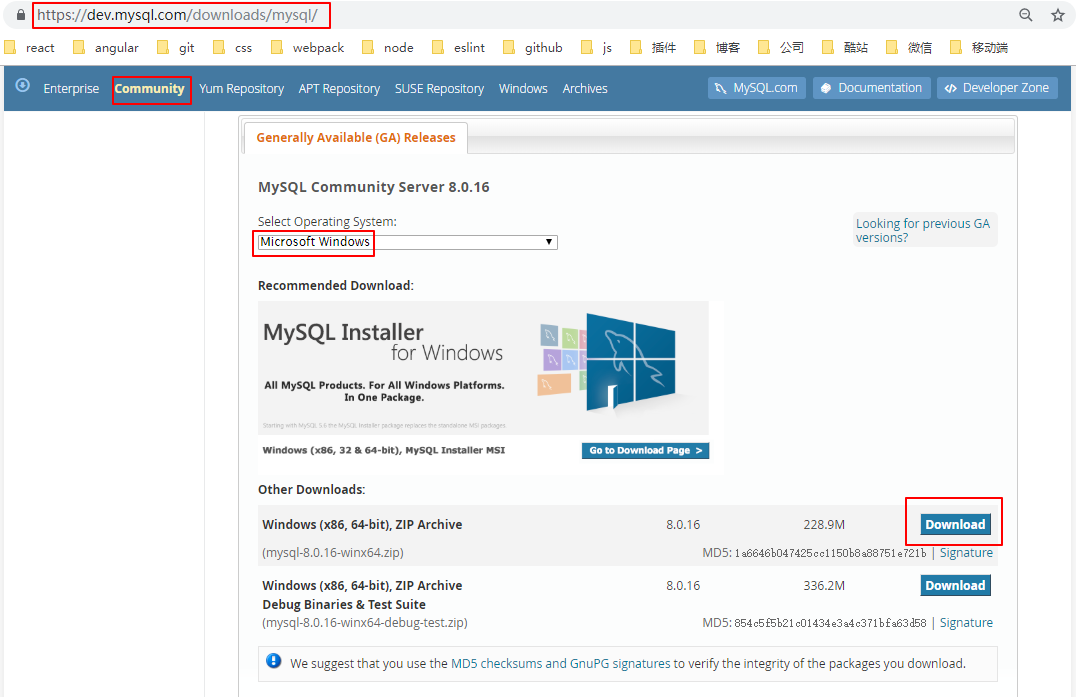 https://dev.mysql.com/downloads/mysql/
react angular git css webpack node eslint github js 插件 博客 公司 酷站 微信 移动端
Enterprise Community Yum Repository APT Repository SUSE Repository Windows Archives MySQL.com Documentation Developer Zone
Generally Available (GA) Releases
MySQL Community Server 8.0.16
Select Operating System:
Microsoft Windows
Looking for previous GA
versions?
Recommended Download:
MySQL Installer
for Windows
All MySQL Products. For All Windows Platforms.
In One Package.
Starting with MySQL 5.6 the MySQL Installer package replaces the standalone MSI packages.
Windows (x86, 32 & 64-bit), MySQL Installer MSI
Go to Download Page >
Other Downloads:
Windows (x86, 64-bit), ZIP Archive 8.0.16 228.9M Download
(mysql-8.0.16-winx64.zip) MD5: 1a6646b047425cc1150b8a88751e721b | Signature
Windows (x86, 64-bit), ZIP Archive 8.0.16 336.2M Download
Debug Binaries & Test Suite
(mysql-8.0.16-winx64-debug-test.zip) MD5: 854c5f5b21c01434e3a4c371bfa63d58 | Signature
We suggest that you use the MD5 checksums and GnuPG signatures to verify the integrity of the packages you download.